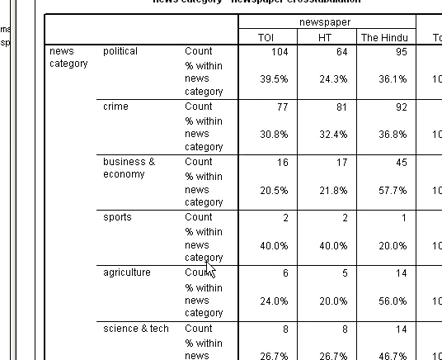 news category * newspaper Crosstabulation
newspaper
TOI HT The Hindu
news category political Count 104 64 95
% within news category 39.5% 24.3% 36.1%
crime Count 77 81 92
% within news category 30.8% 32.4% 36.8%
business & economy Count 16 17 45
% within news category 20.5% 21.8% 57.7%
sports Count 2 2 1
% within news category 40.0% 40.0% 20.0%
agriculture Count 6 5 14
% within news category 24.0% 20.0% 56.0%
science & tech Count 8 8 14
% within news 26.7% 26.7% 46.7%